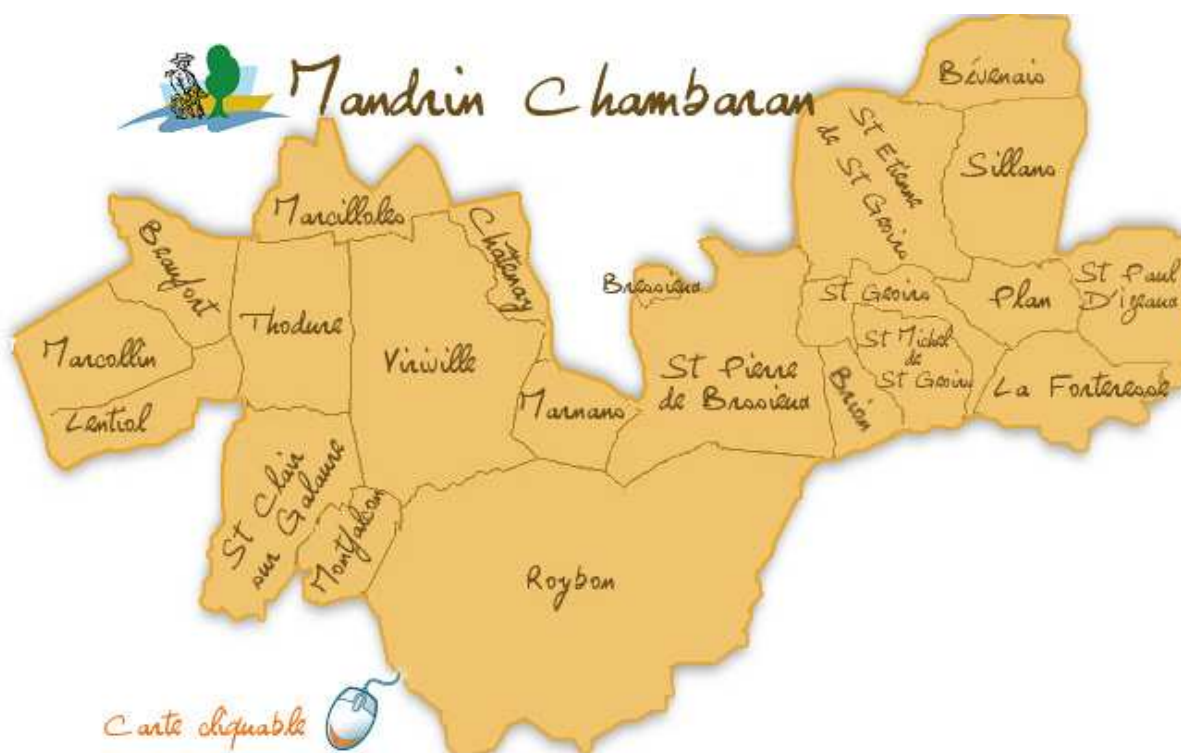 Mandrin Chambaran
Bévenais
St Etienne
de St Geoirs
Sillans
Marcilloles
Beaufort
Châtenay
Bressieux
St Geoirs
Plan
St Paul
D'izeaux
Thodure
Marcollin
Viriville
St Pierre
de Brssieux
St Michel
de
St Geoirs
Brion
La Forteresse
Marnans
Lentiol
St Clair
sur Galaure
Montfalcon
Roybon
Carte cliquable